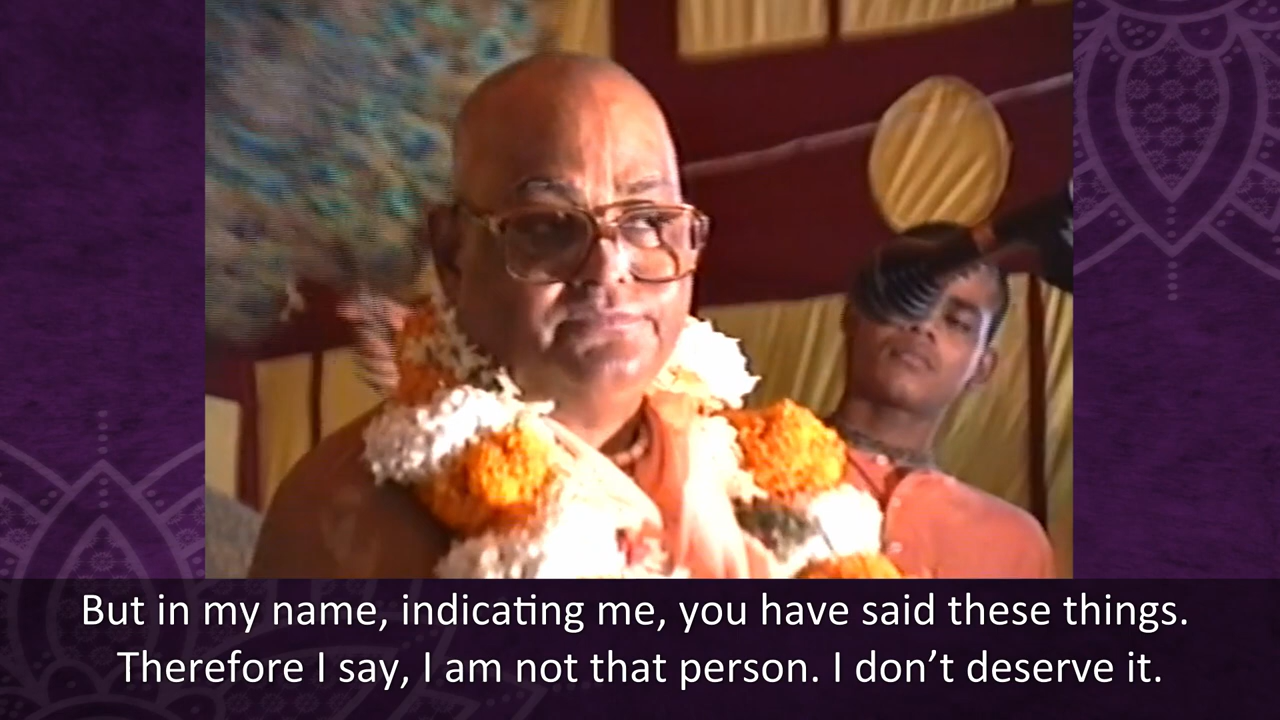 But in my name, indicating me, you have said these things.
Therefore I say, I am not that person. I don’t deserve it.